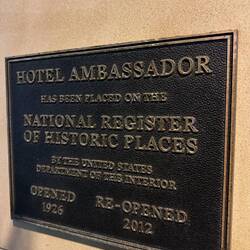 HOTEL AMBASSADOR
HAS BEEN PLACED ON THE
NATIONAL REGISTER
OF HISTORIC PLACES
BY THE UNITED STATES
DEPARTMENT OF THE INTERIOR
OPENED RE-OPENED
1926 2012